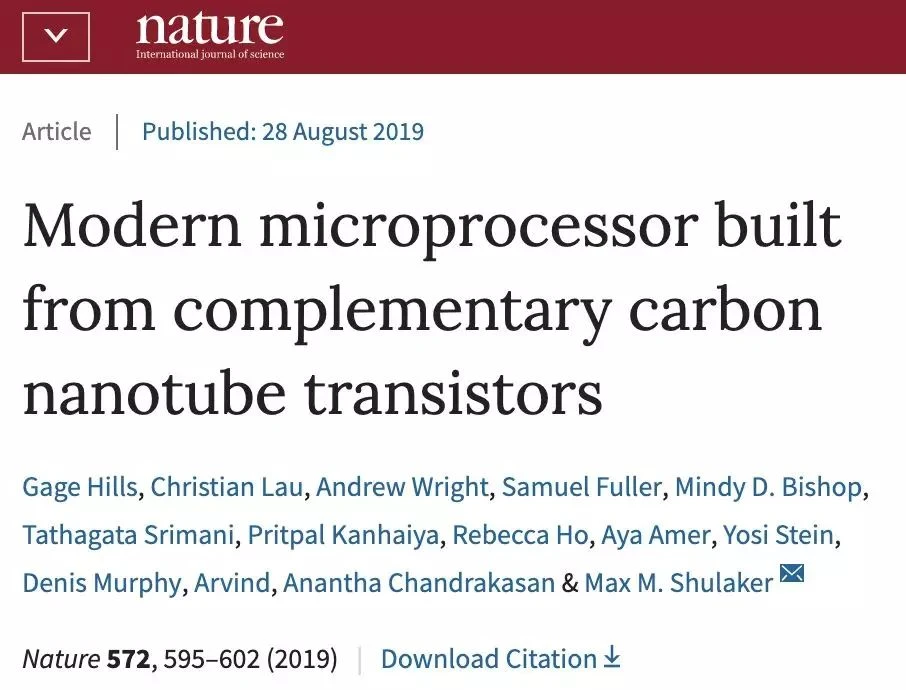 nature
International journal of science
Article | Published: 28 August 2019
Modern microprocessor built
from complementary carbon
nanotube transistors
Gage Hills, Christian Lau, Andrew Wright, Samuel Fuller, Mindy D. Bishop,
Tathagata Srimani, Pritpal Kanhaiya, Rebecca Ho, Aya Amer, Yosi Stein,
Denis Murphy, Arvind, Anantha Chandrakasan & Max M. Shulaker
Nature 572, 595–602 (2019) | Download Citation